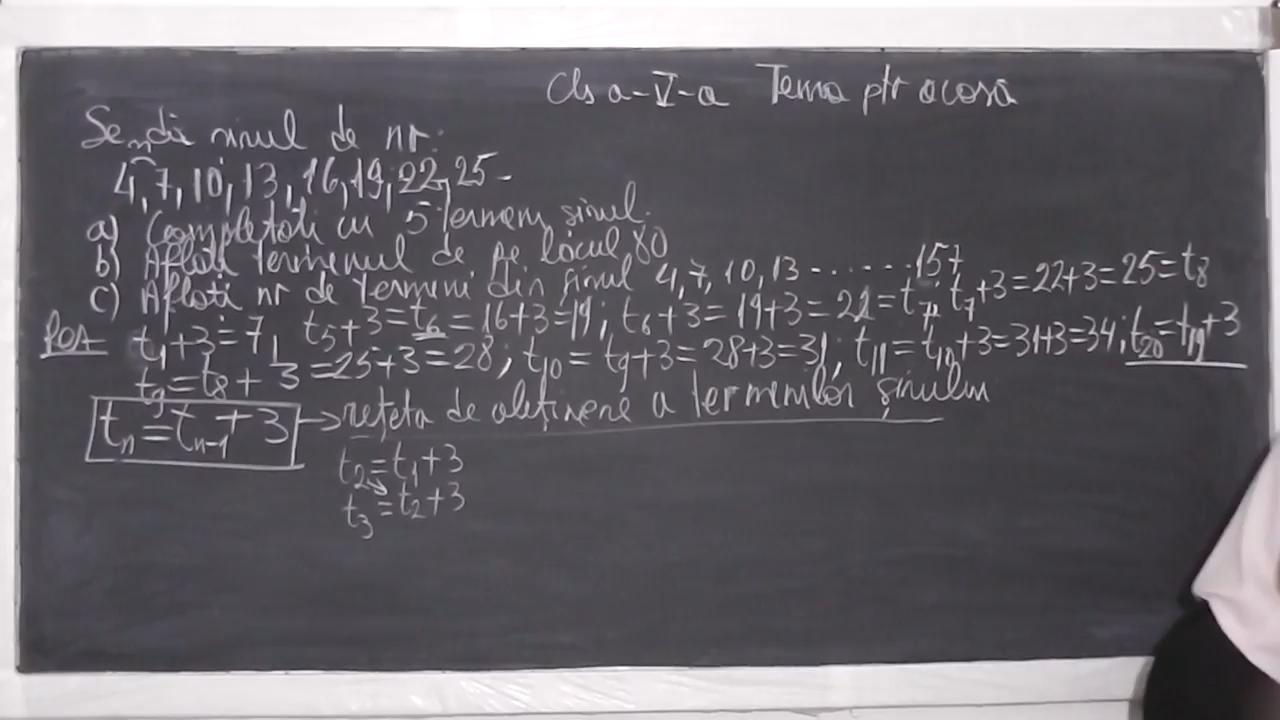 cls a-V-a Tema ptr acasă
Se dă șirul de nr:
4, 7, 10, 13, 16, 19, 22, 25
a) Completați cu 5 termeni șirul.
b) Aflați termenul de pe locul 80
c) Aflați nr de termeni din șirul 4, 7, 10, 13 ...... 157
Rez t₁+3=7, t₅+3=t₆=16+3=19; t₆+3=19+3=22=t₇, t₇+3=22+3=25=t₈
t₉=t₈+3=25+3=28; t₁₀=t₉+3=28+3=31; t₁₁=t₁₀+3=31+3=34; t₂₀=t₁₉+3
tₙ=tₙ₋₁+3 → rețeta de obținere a termenilor șirului
t₂=t₁+3
t₃=t₂+3